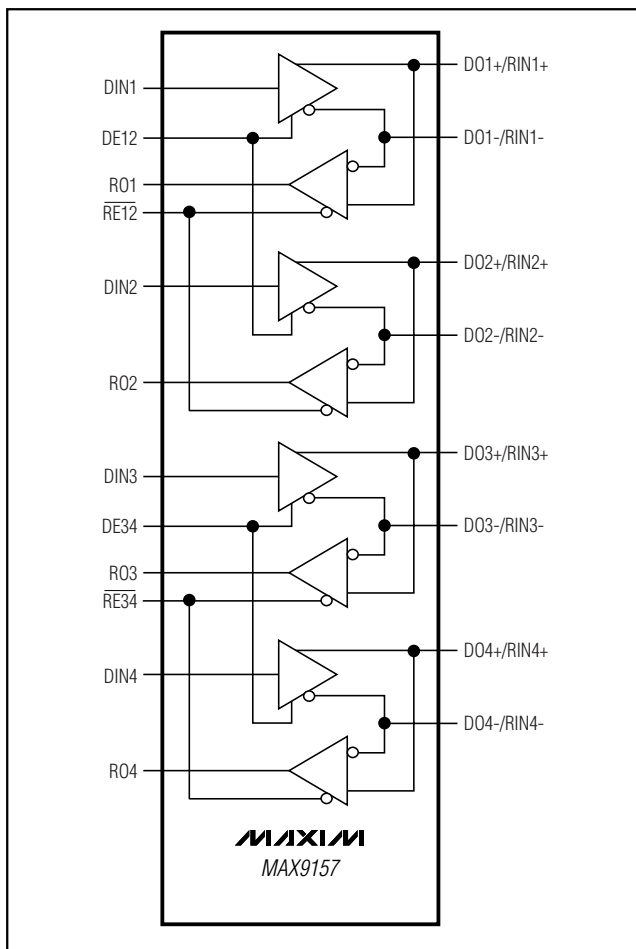 DIN1
DO1+/RIN1+
DE12
DO1-/RIN1-
RO1
RE12
DIN2
DO2+/RIN2+
DO2-/RIN2-
RO2
DIN3
DO3+/RIN3+
DE34
DO3-/RIN3-
RO3
RE34
DIN4
DO4+/RIN4+
DO4-/RIN4-
RO4
MAXIM
MAX9157